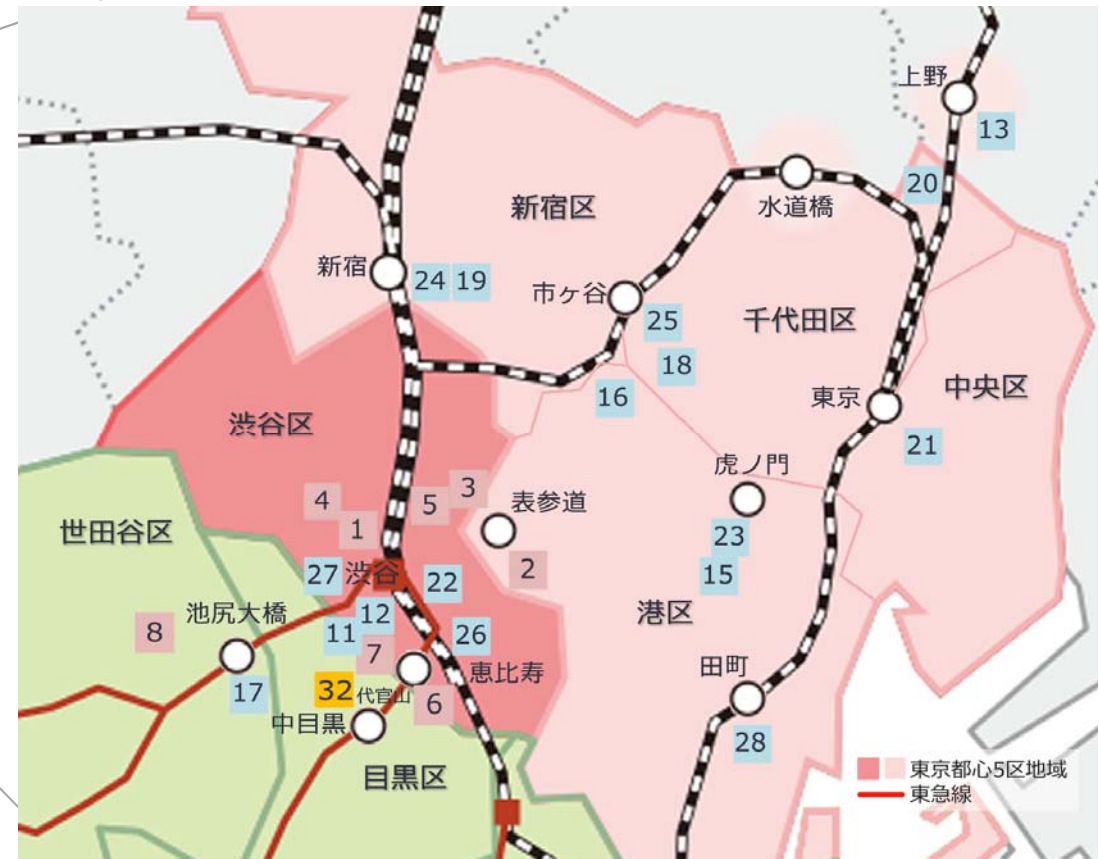 上野
13
20
水道橋
新宿区
新宿
24 19
市ヶ谷
25
千代田区
18
16
東京
中央区
21
渋谷区
虎ノ門
3
4
5
表参道
1
世田谷区
23
2
15
27 渋谷
22
池尻大橋
12
港区
8
11
26
7
恵比寿
田町
17
32 代官山
6
中目黒
28
目黒区
東京都心5区地域
東急線